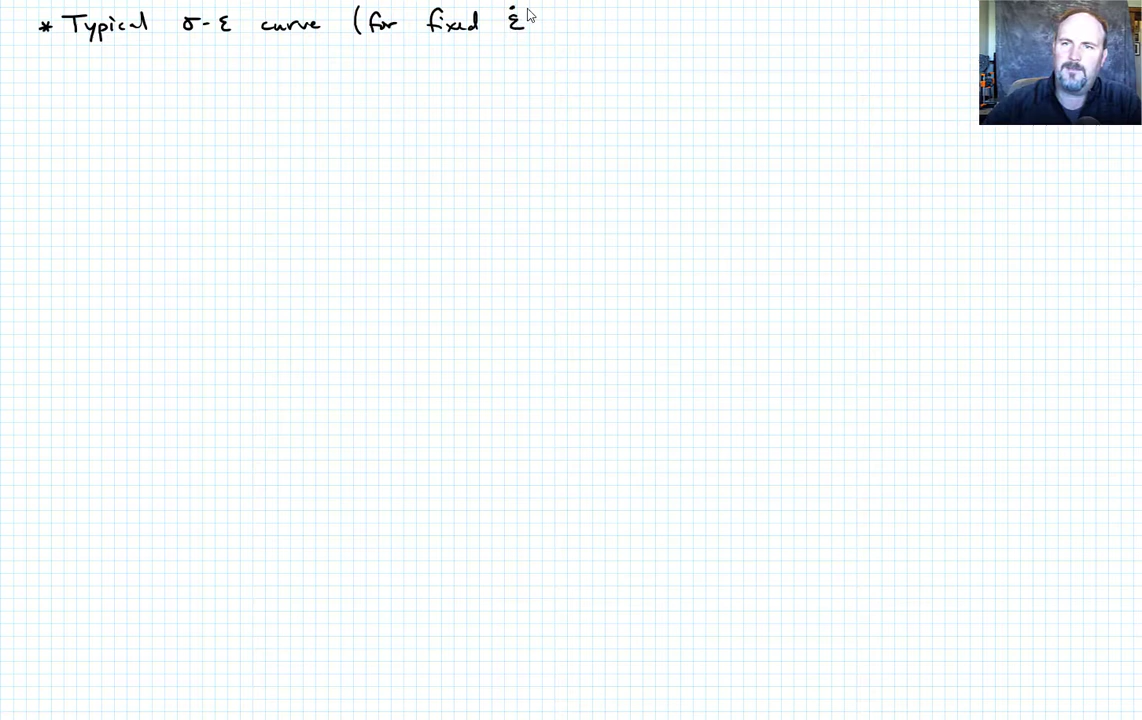 * Typical σ-ε curve (for fixed ε̇